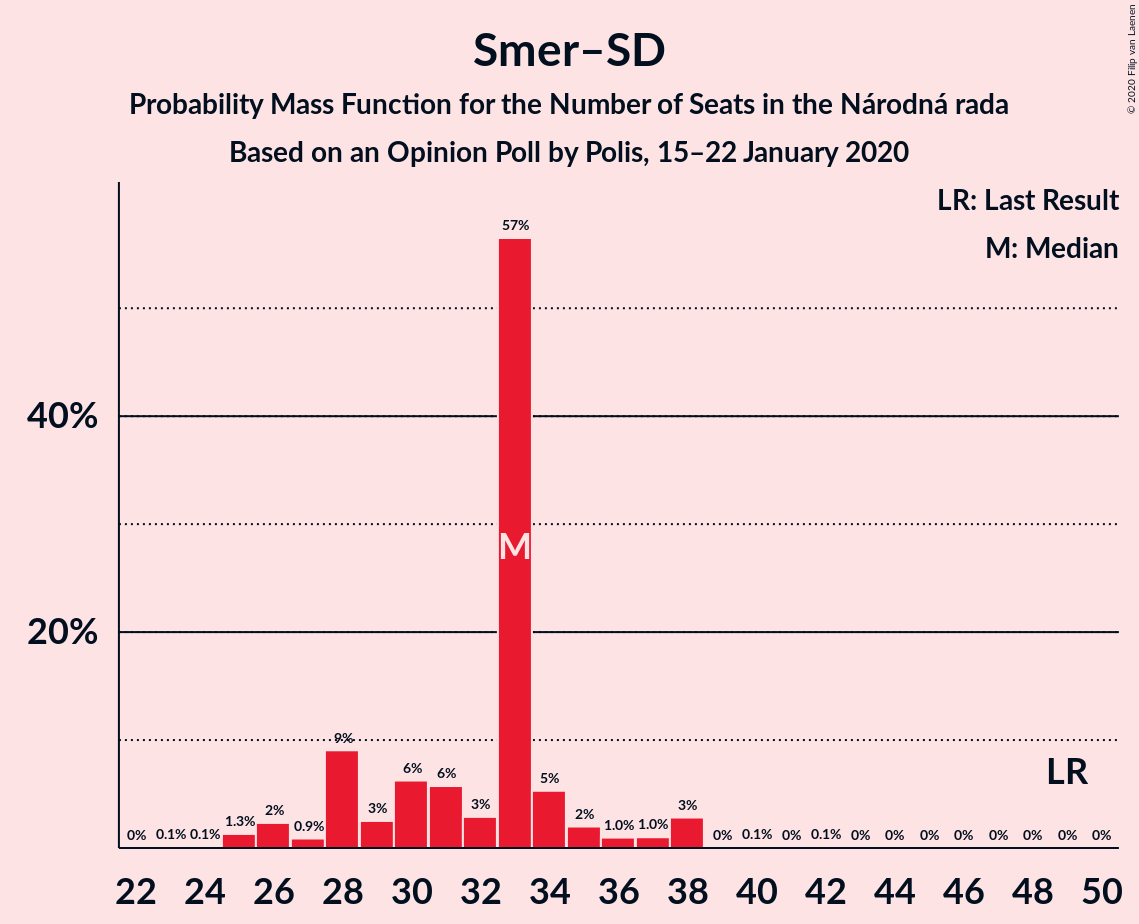 © 2020 Filip van Laenen
Smer–SD
Probability Mass Function for the Number of Seats in the Národná rada
Based on an Opinion Poll by Polis, 15–22 January 2020
LR: Last Result
M: Median
40%
20%
0% 0.1% 0.1% 1.3% 2% 0.9% 9% 3% 6% 6% 3% 57% 5% 2% 1.0% 1.0% 3% 0% 0.1% 0% 0.1% 0% 0% 0% 0% 0% 0% 0% 0%
M
LR
22 24 26 28 30 32 34 36 38 40 42 44 46 48 50